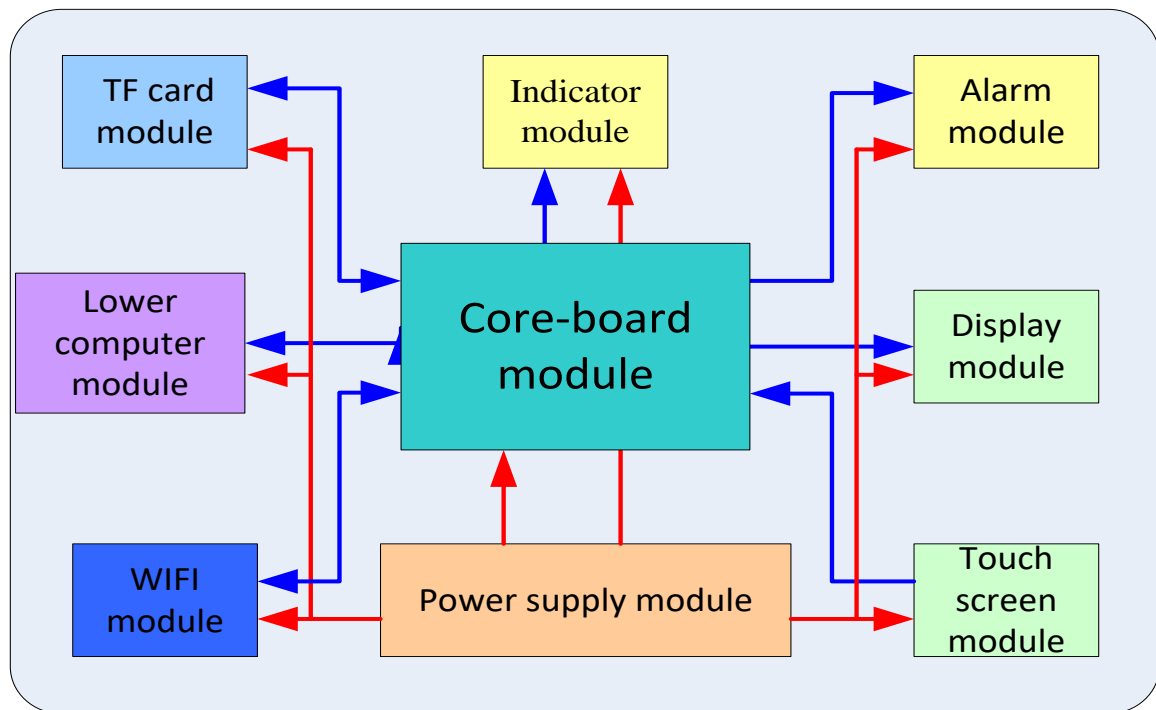 TF card
module
Indicator
module
Alarm
module
Lower
computer
module
Core-board
module
Display
module
WIFI
module
Power supply module
Touch
screen
module